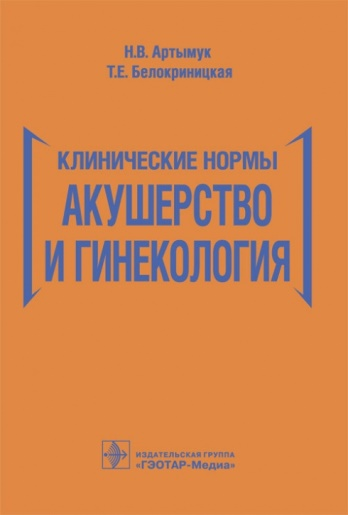 Н.В. Артымук
Т.Е. Белокриницкая
КЛИНИЧЕСКИЕ НОРМЫ
АКУШЕРСТВО
И ГИНЕКОЛОГИЯ
ИЗДАТЕЛЬСКАЯ ГРУППА
«ГЭОТАР-Медиа»